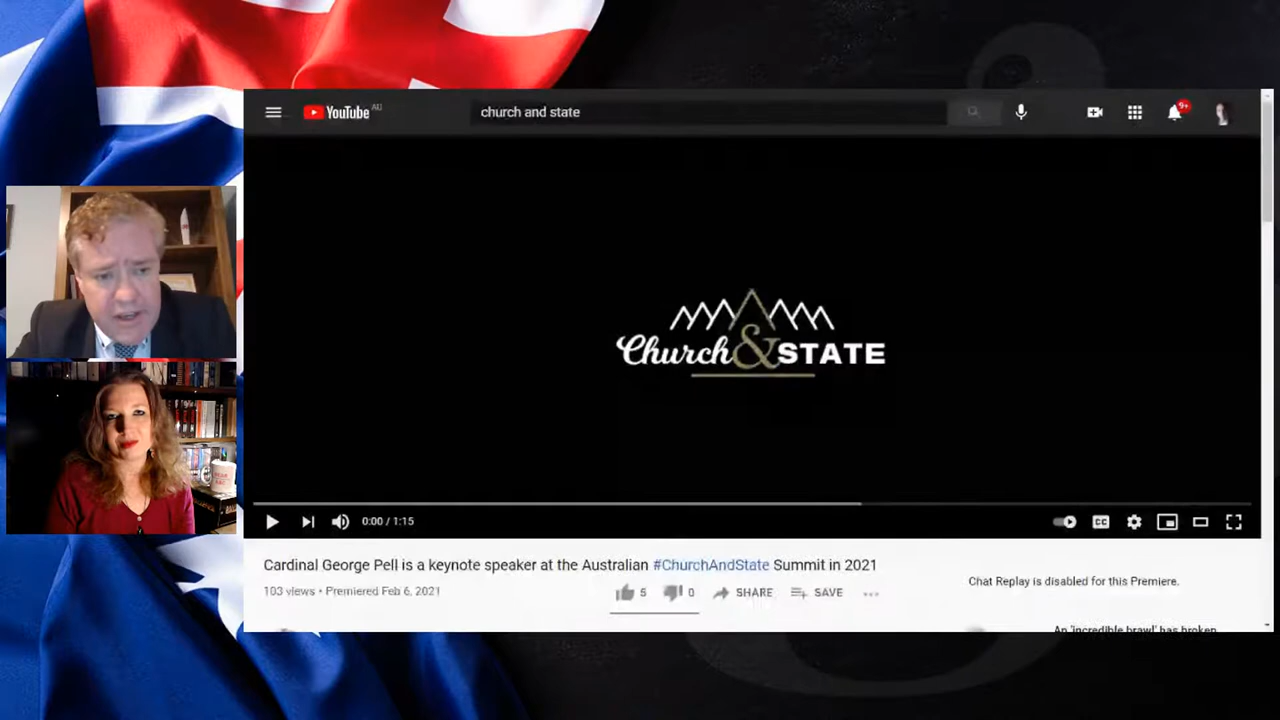 YouTube AU
church and state
9+
Church & STATE
0:00 / 1:15
CC
Cardinal George Pell is a keynote speaker at the Australian #ChurchAndState Summit in 2021
103 views • Premiered Feb 6, 2021
5
0
SHARE
SAVE
Chat Replay is disabled for this Premiere.
An 'incredible brawl' has broken